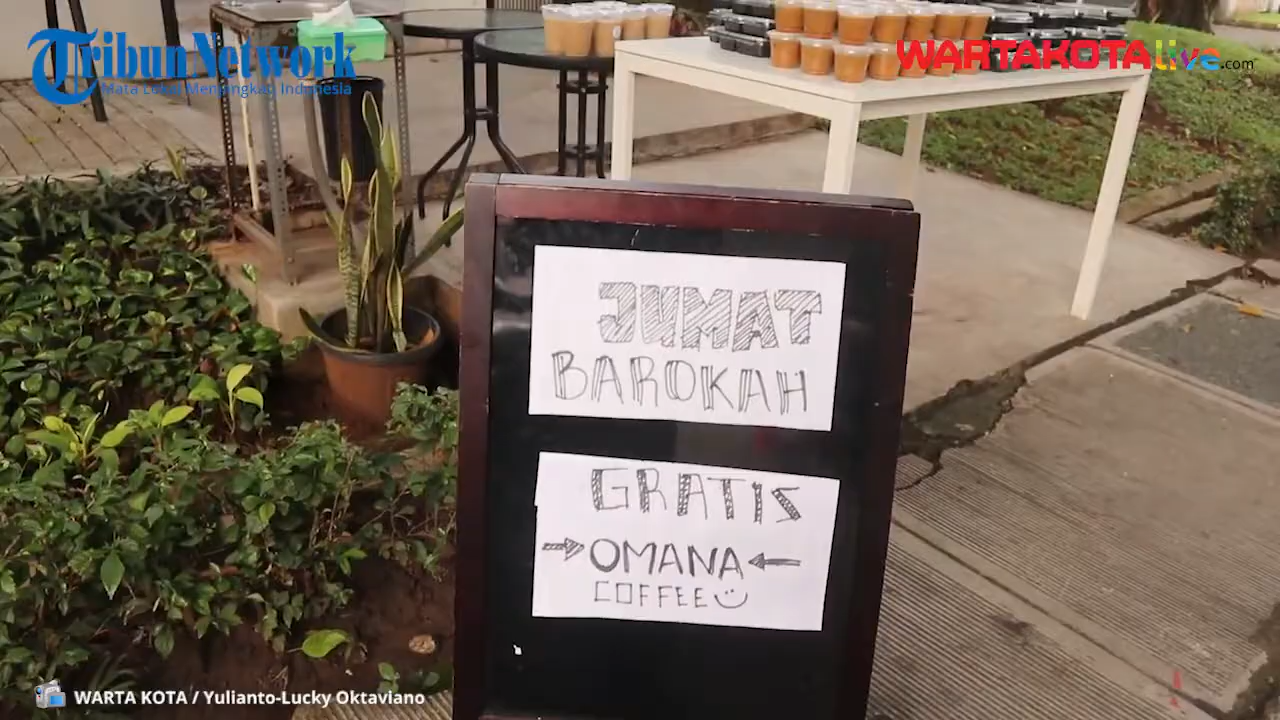 Tribun Network
Mata Lokal Menjangkau Indonesia
WARTAKOTAlive.com
JUMAT
BAROKAH
GRATIS
OMANA
COFFEE
WARTA KOTA / Yulianto-Lucky Oktaviano